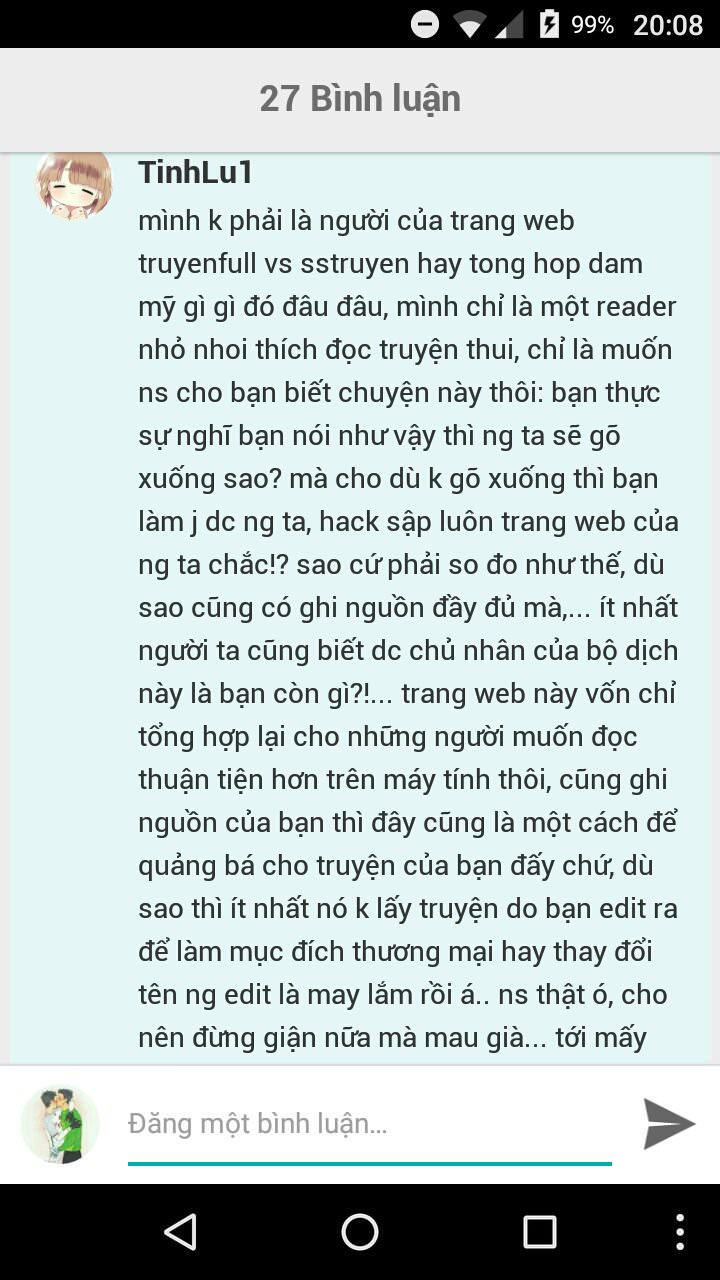 99% 20:08
27 Bình luận
TinhLu1
mình k phải là người của trang web
truyenfull vs sstruyen hay tong hop dam
mỹ gì gì đó đâu đâu, mình chỉ là một reader
nhỏ nhoi thích đọc truyện thui, chỉ là muốn
ns cho bạn biết chuyện này thôi: bạn thực
sự nghĩ bạn nói như vậy thì ng ta sẽ gõ
xuống sao? mà cho dù k gõ xuống thì bạn
làm j dc ng ta, hack sập luôn trang web của
ng ta chắc!? sao cứ phải so đo như thế, dù
sao cũng có ghi nguồn đầy đủ mà,... ít nhất
người ta cũng biết dc chủ nhân của bộ dịch
này là bạn còn gì?!... trang web này vốn chỉ
tổng hợp lại cho những người muốn đọc
thuận tiện hơn trên máy tính thôi, cũng ghi
nguồn của bạn thì đây cũng là một cách để
quảng bá cho truyện của bạn đấy chứ, dù
sao thì ít nhất nó k lấy truyện do bạn edit ra
để làm mục đích thương mại hay thay đổi
tên ng edit là may lắm rồi á.. ns thật ó, cho
nên đừng giận nữa mà mau già... tới mấy
Đăng một bình luận...